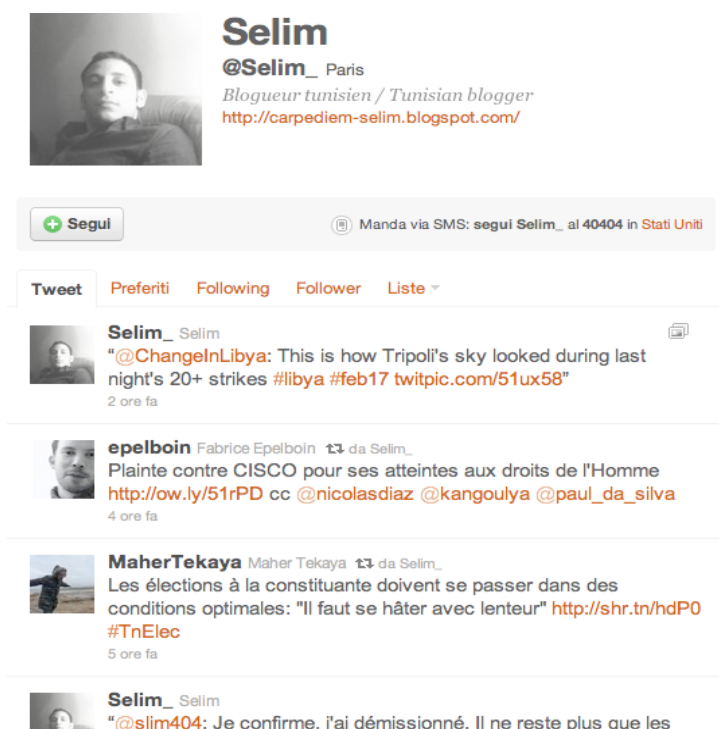 Selim
@Selim_ Paris
Blogueur tunisien / Tunisian blogger
http://carpediem-selim.blogspot.com/
Segui
Manda via SMS: segui Selim_ al 40404 in Stati Uniti
Tweet Preferiti Following Follower Liste
Selim_ Selim
“@ChangeInLibya: This is how Tripoli's sky looked during last
night's 20+ strikes #libya #feb17 twitpic.com/51ux58”
2 ore fa
epelboin Fabrice Epelboin da Selim_
Plainte contre CISCO pour ses atteintes aux droits de l'Homme
http://ow.ly/51rPD cc @nicolasdiaz @kangoulya @paul_da_silva
4 ore fa
MaherTekaya Maher Tekaya da Selim_
Les élections à la constituante doivent se passer dans des
conditions optimales: "Il faut se hâter avec lenteur" http://shr.tn/hdP0
#TnElec
5 ore fa
Selim_ Selim
“@slim404: Je confirme, j'ai démissionné. Il ne reste plus que les